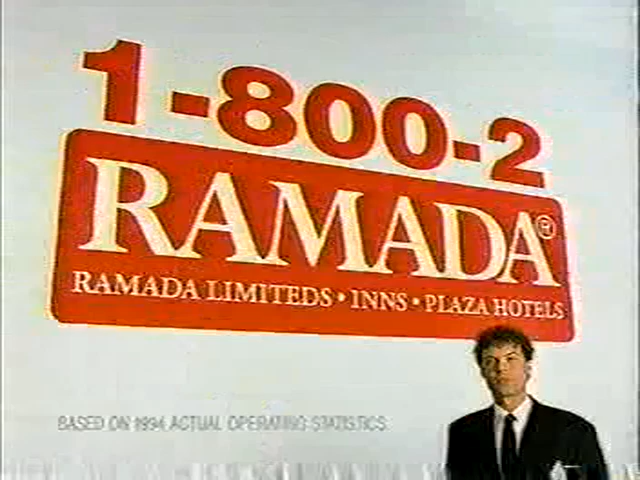 1-800-2
RAMADA®
RAMADA LIMITEDS • INNS • PLAZA HOTELS
BASED ON 1994 ACTUAL OPERATING STATISTICS